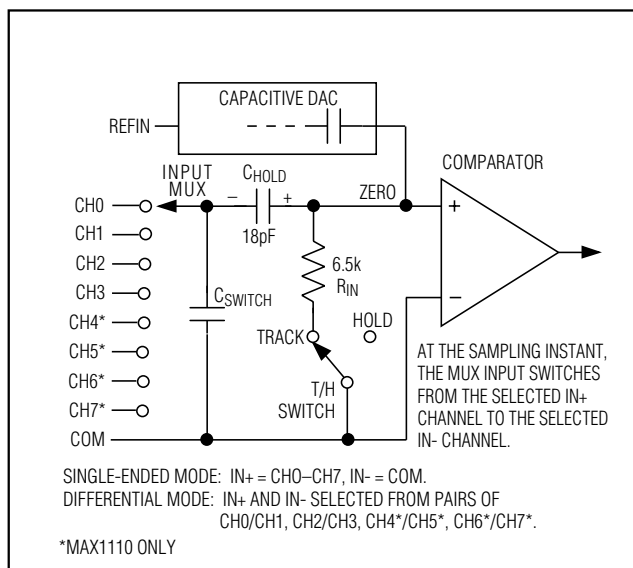 CAPACITIVE DAC
REFIN
COMPARATOR
INPUT
MUX
CHOLD
ZERO
− +
+
CH0
18pF
CH1
6.5k
CH2
RIN
CH3
CSWITCH
−
HOLD
CH4*
TRACK
CH5*
CH6*
T/H
SWITCH
CH7*
COM
AT THE SAMPLING INSTANT,
THE MUX INPUT SWITCHES
FROM THE SELECTED IN+
CHANNEL TO THE SELECTED
IN- CHANNEL.
SINGLE-ENDED MODE: IN+ = CHO–CH7, IN- = COM.
DIFFERENTIAL MODE: IN+ AND IN- SELECTED FROM PAIRS OF
CH0/CH1, CH2/CH3, CH4*/CH5*, CH6*/CH7*.
*MAX1110 ONLY